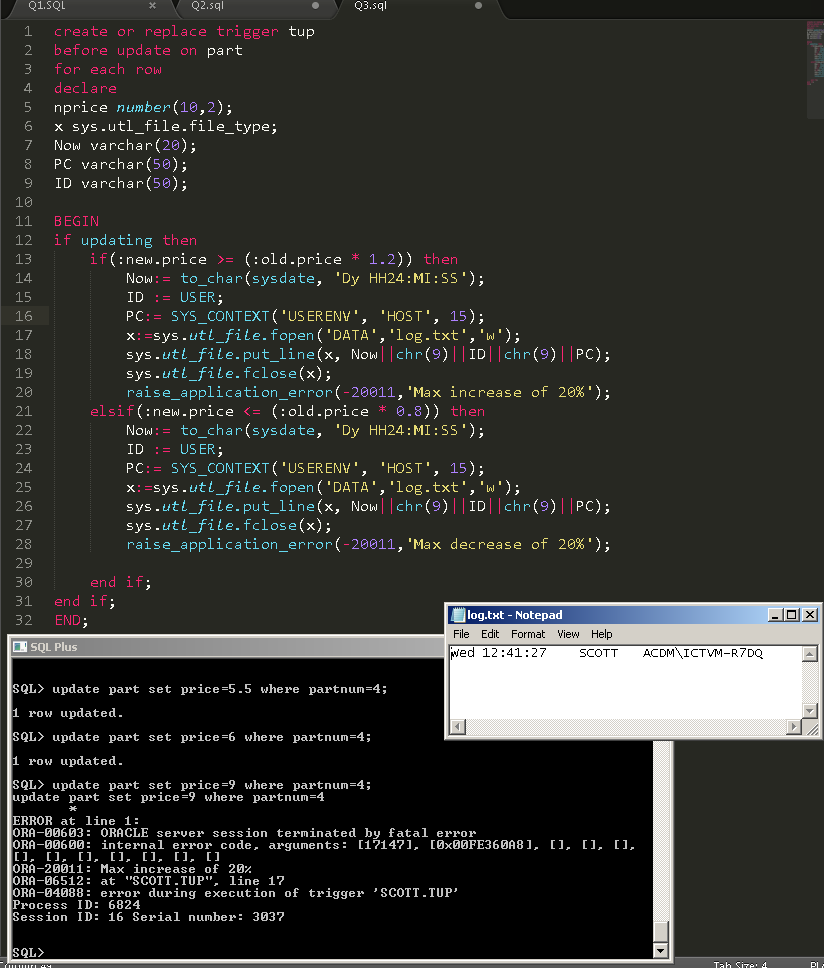 Q1.SQL × Q2.sql Q3.sql
1 create or replace trigger tup
2 before update on part
3 for each row
4 declare
5 nprice number(10,2);
6 x sys.utl_file.file_type;
7 Now varchar(20);
8 PC varchar(50);
9 ID varchar(50);
10
11 BEGIN
12 if updating then
13 if(:new.price >= (:old.price * 1.2)) then
14 Now:= to_char(sysdate, 'Dy HH24:MI:SS');
15 ID := USER;
16 PC:= SYS_CONTEXT('USERENV', 'HOST', 15);
17 x:=sys.utl_file.fopen('DATA','log.txt','w');
18 sys.utl_file.put_line(x, Now||chr(9)||ID||chr(9)||PC);
19 sys.utl_file.fclose(x);
20 raise_application_error(-20011,'Max increase of 20%');
21 elsif(:new.price <= (:old.price * 0.8)) then
22 Now:= to_char(sysdate, 'Dy HH24:MI:SS');
23 ID := USER;
24 PC:= SYS_CONTEXT('USERENV', 'HOST', 15);
25 x:=sys.utl_file.fopen('DATA','log.txt','w');
26 sys.utl_file.put_line(x, Now||chr(9)||ID||chr(9)||PC);
27 sys.utl_file.fclose(x);
28 raise_application_error(-20011,'Max decrease of 20%');
29
30 end if;
31 end if;
32 END;
log.txt - Notepad
File Edit Format View Help
Wed 12:41:27 SCOTT ACDM\ICTVM-R7DQ
SQL Plus
SQL> update part set price=5.5 where partnum=4;
1 row updated.
SQL> update part set price=6 where partnum=4;
1 row updated.
SQL> update part set price=9 where partnum=4;
update part set price=9 where partnum=4
*
ERROR at line 1:
ORA-00603: ORACLE server session terminated by fatal error
ORA-00600: internal error code, arguments: [17147], [0x00FE360A8], [], [], [],
[], [], [], [], [], [], []
ORA-20011: Max increase of 20%
ORA-06512: at "SCOTT.TUP", line 17
ORA-04088: error during execution of trigger 'SCOTT.TUP'
Process ID: 6824
Session ID: 16 Serial number: 3037
SQL>
Tab Size: 4